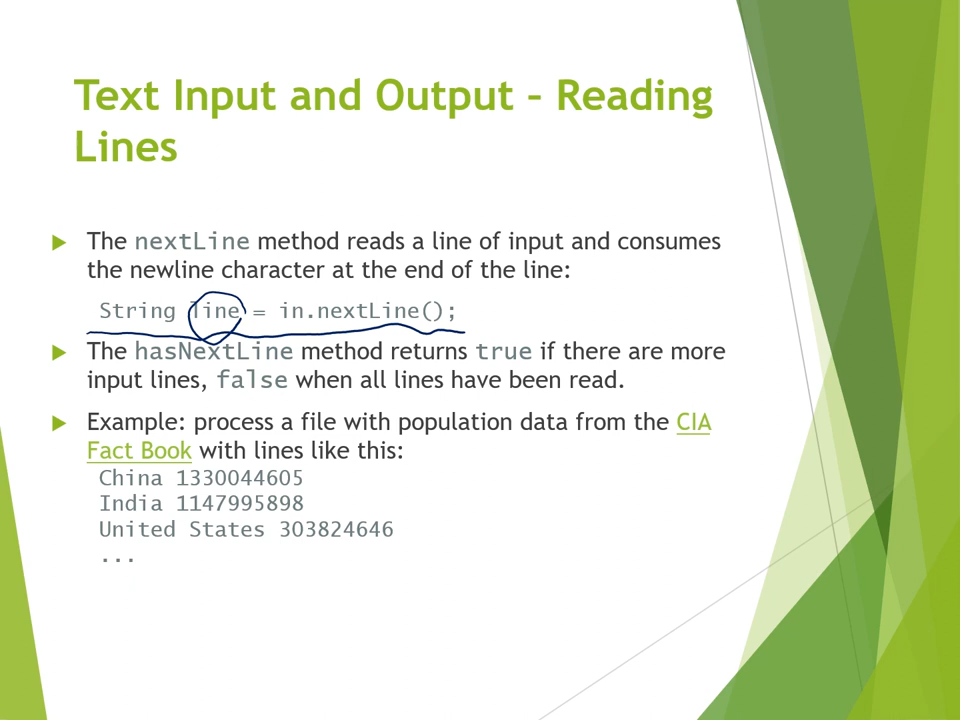 Text Input and Output – Reading
Lines
The nextLine method reads a line of input and consumes
the newline character at the end of the line:
String line = in.nextLine();
The hasNextLine method returns true if there are more
input lines, false when all lines have been read.
Example: process a file with population data from the CIA
Fact Book with lines like this:
China 1330044605
India 1147995898
United States 303824646
...